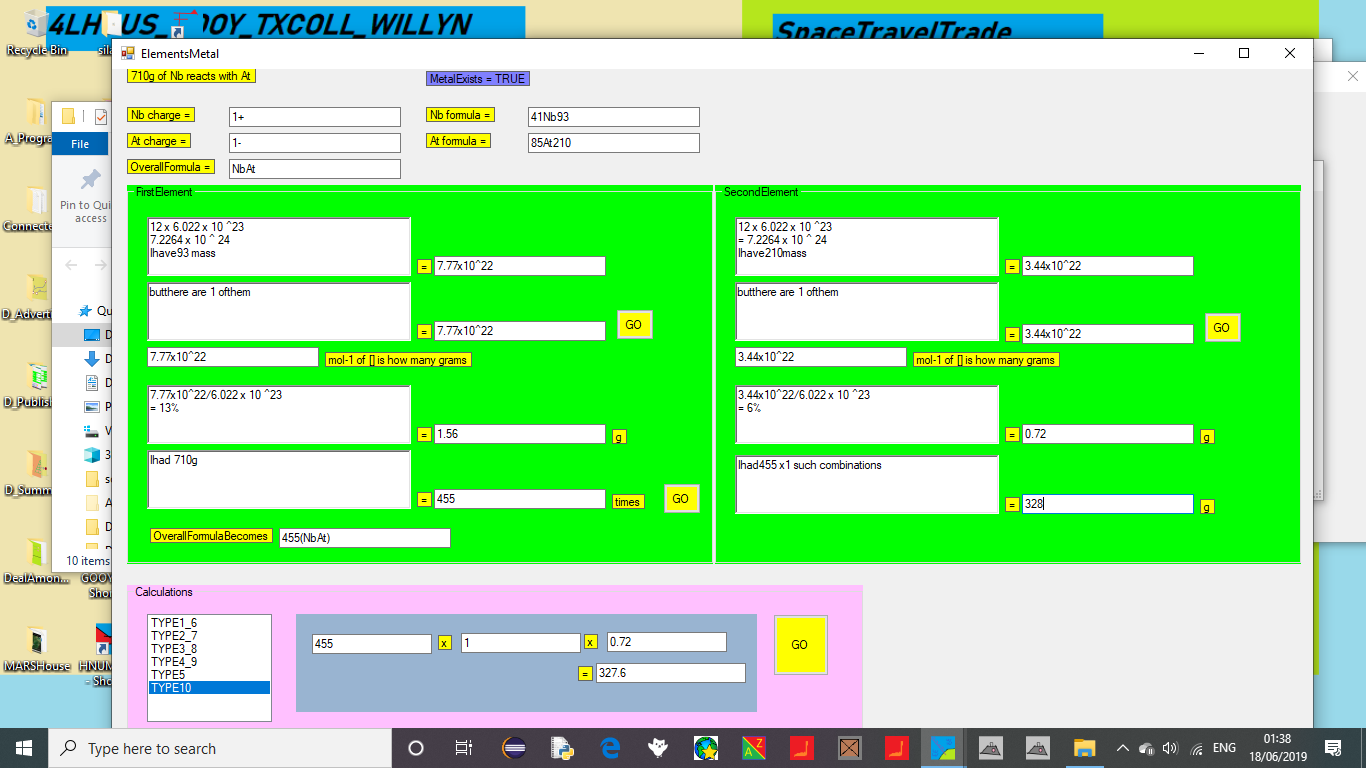 4LH
US_
OOY_TXCOLL_WILLYN
SpaceTravelTrade
Recycle Bin
sila
ElementsMetal
710g of Nb reacts with At
MetalExists = TRUE
Nb charge =
1+
Nb formula =
41Nb93
At charge =
1-
At formula =
85At210
OverallFormula =
NbAt
FirstElement
12 x 6.022 x 10 ^23
7.2264 x 10 ^ 24
Ihave93 mass
=
7.77x10^22
butthere are 1 ofthem
=
7.77x10^22
GO
7.77x10^22
mol-1 of [] is how many grams
7.77x10^22/6.022 x 10 ^23
= 13%
=
1.56
g
Ihad 710g
=
455
times
GO
OverallFormulaBecomes
455(NbAt)
SecondElement
12 x 6.022 x 10 ^23
= 7.2264 x 10 ^ 24
Ihave210mass
=
3.44x10^22
butthere are 1 ofthem
=
3.44x10^22
GO
3.44x10^22
mol-1 of [] is how many grams
3.44x10^22/6.022 x 10 ^23
= 6%
=
0.72
g
Ihad455 x1 such combinations
=
328
g
Calculations
TYPE1_6
TYPE2_7
TYPE3_8
TYPE4_9
TYPE5
TYPE10
455
x
1
x
0.72
=
327.6
GO
A_Progra
Connecte
D_Adverti
D_Publis
D_Summ
DealAmon...
GOOY
Sho
MARSHouse
HNUM
- Sho
File
Pin to Qui
access
Qu
D
D
D
P
V
3
s
A
D
10 items
Type here to search
ENG
01:38
18/06/2019